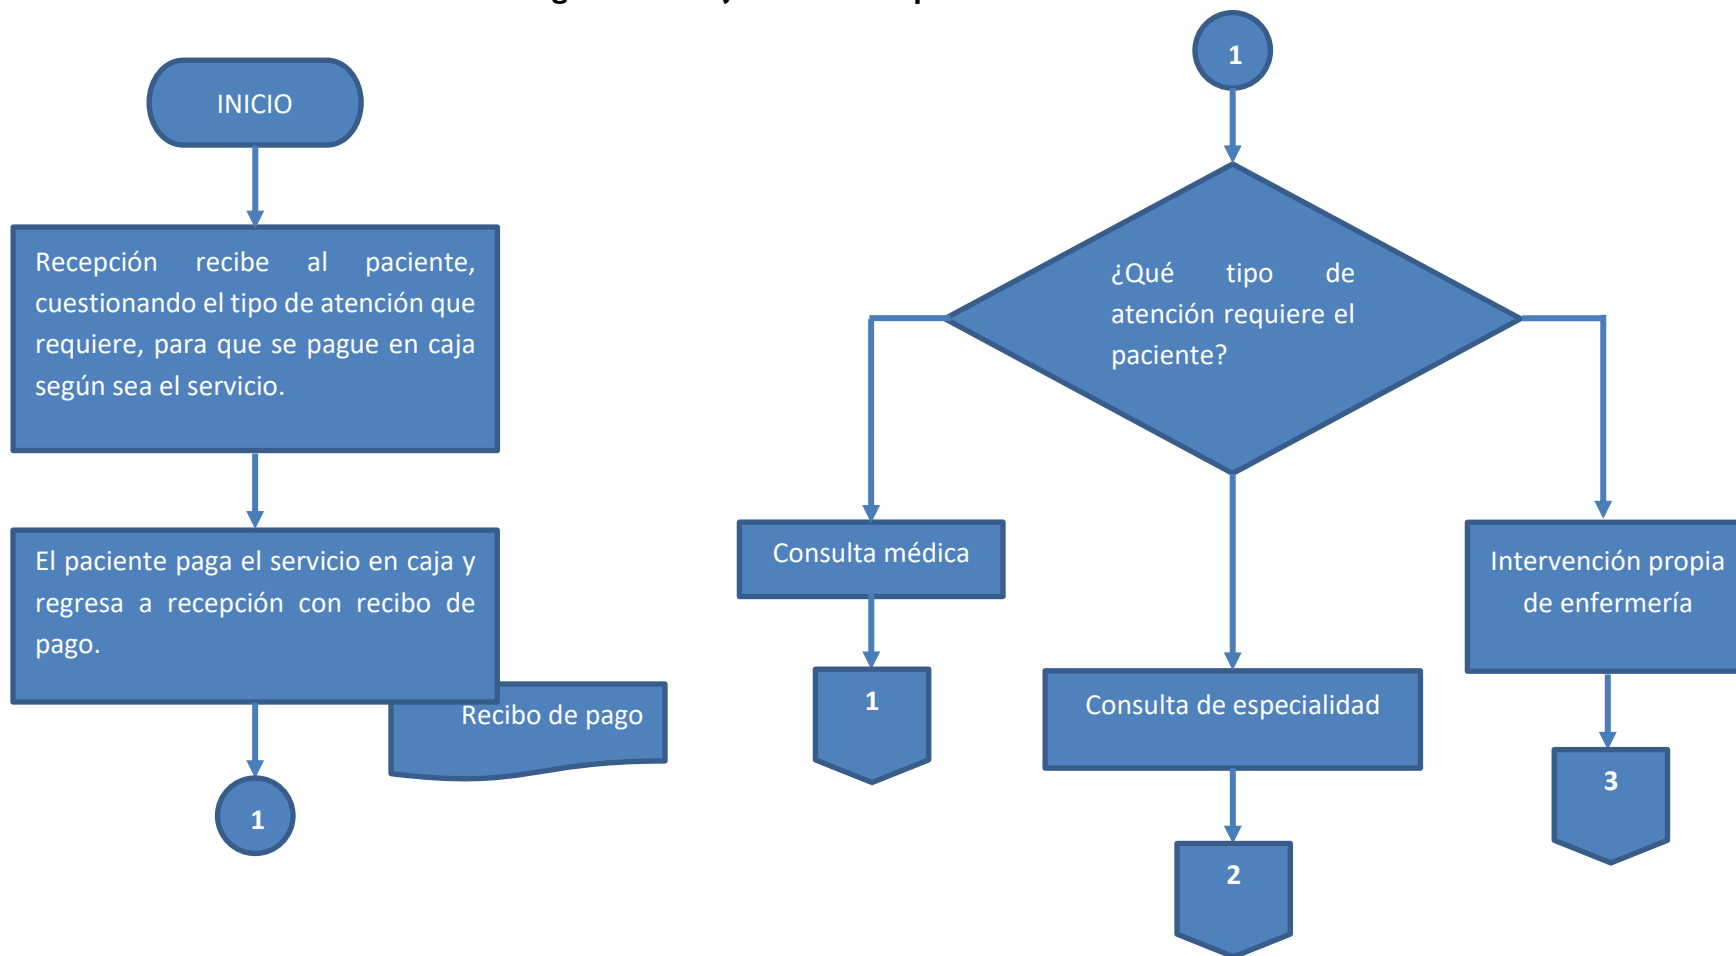 INICIO
Recepción recibe al paciente,
cuestionando el tipo de atención que
requiere, para que se pague en caja
según sea el servicio.
El paciente paga el servicio en caja y
regresa a recepción con recibo de
pago.
Recibo de pago
1
1
¿Qué tipo de
atención requiere el
paciente?
Consulta médica
1
Consulta de especialidad
2
Intervención propia
de enfermería
3